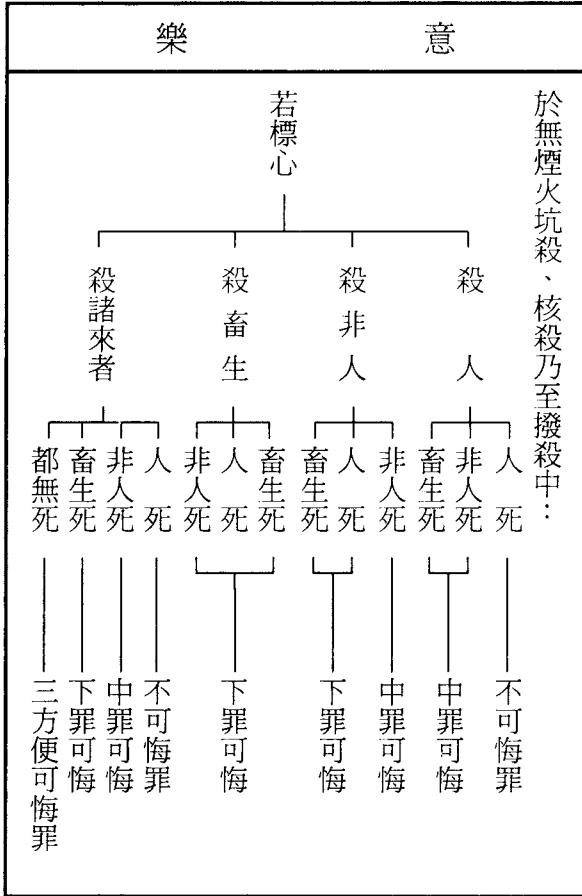 意樂
於無煙火坑殺、核殺乃至撥殺中：
若標心
殺人
殺非人
殺畜生
殺諸來者
人死
非人死
畜生死
非人死
人死
畜生死
畜生死
人死
非人死
人死
非人死
畜生死
都無死
不可悔罪
中罪可悔
中罪可悔
下罪可悔
下罪可悔
不可悔罪
中罪可悔
下罪可悔
三方便可悔罪